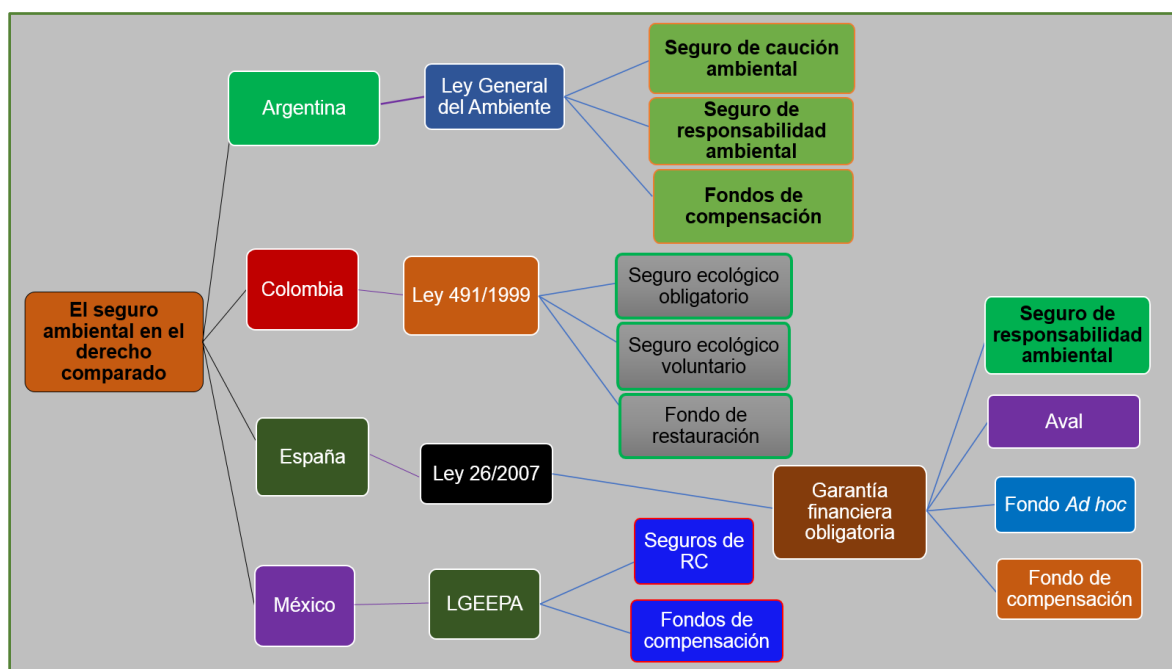 El seguro
ambiental en el
derecho
comparado
Argentina
Ley General
del Ambiente
Seguro de caución
ambiental
Seguro de
responsabilidad
ambiental
Fondos de
compensación
Colombia
Ley 491/1999
Seguro ecológico
obligatorio
Seguro ecológico
voluntario
Fondo de
restauración
España
Ley 26/2007
Garantía
financiera
obligatoria
Seguro de
responsabilidad
ambiental
Aval
Fondo Ad hoc
Fondo de
compensación
México
LGEEPA
Seguros de
RC
Fondos de
compensación